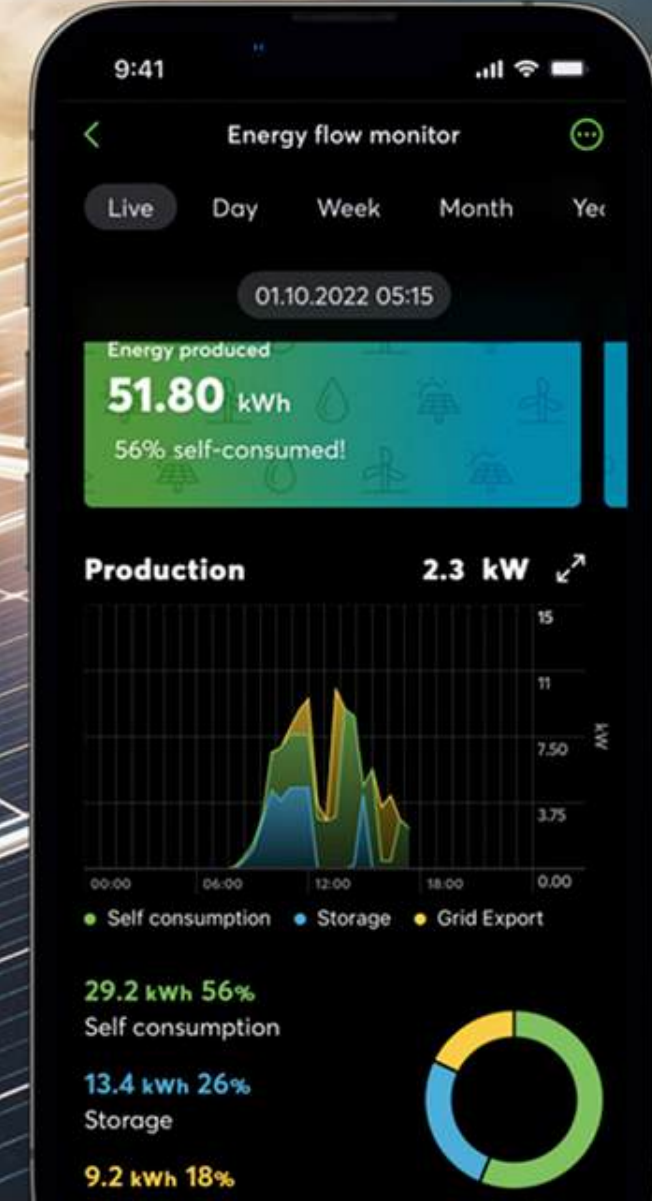 9:41
Energy flow monitor
Live Day Week Month
01.10.2022 05:15
Energy produced
51.80 kWh
56% self-consumed!
Production 2.3 kW
15
11
7.50
kW
3.75
0.00
00:00 06:00 12:00 18:00
Self consumption Storage Grid Export
29.2 kWh 56%
Self consumption
13.4 kWh 26%
Storage
9.2 kWh 18%